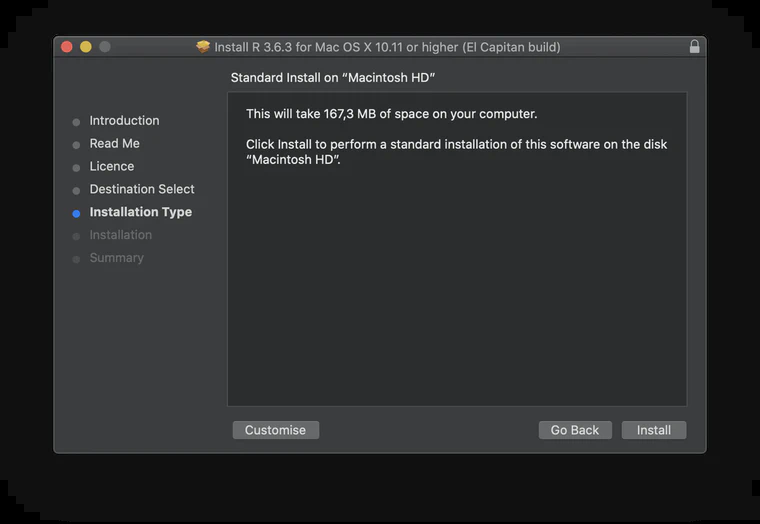 Install R 3.6.3 for Mac OS X 10.11 or higher (El Capitan build)
Standard Install on “Macintosh HD”
Introduction
Read Me
Licence
Destination Select
Installation Type
Installation
Summary
This will take 167,3 MB of space on your computer.
Click Install to perform a standard installation of this software on the disk
“Macintosh HD”.
Customise
Go Back
Install